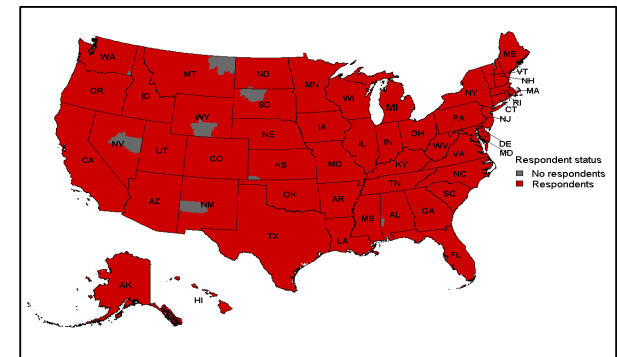 ME
WA
VT
MT
ND
NH
MN
OR
MA
ID
WI
NY
SD
MI
RI
WY
CT
PA
NJ
IA
NE
OH
NV
IL
IN
DE
UT
WV
MD
CO
CA
VA
KS
MO
KY
Respondent status
NC
No respondents
TN
OK
Respondents
AZ
AR
SC
NM
MS
AL
GA
TX
LA
FL
AK
HI